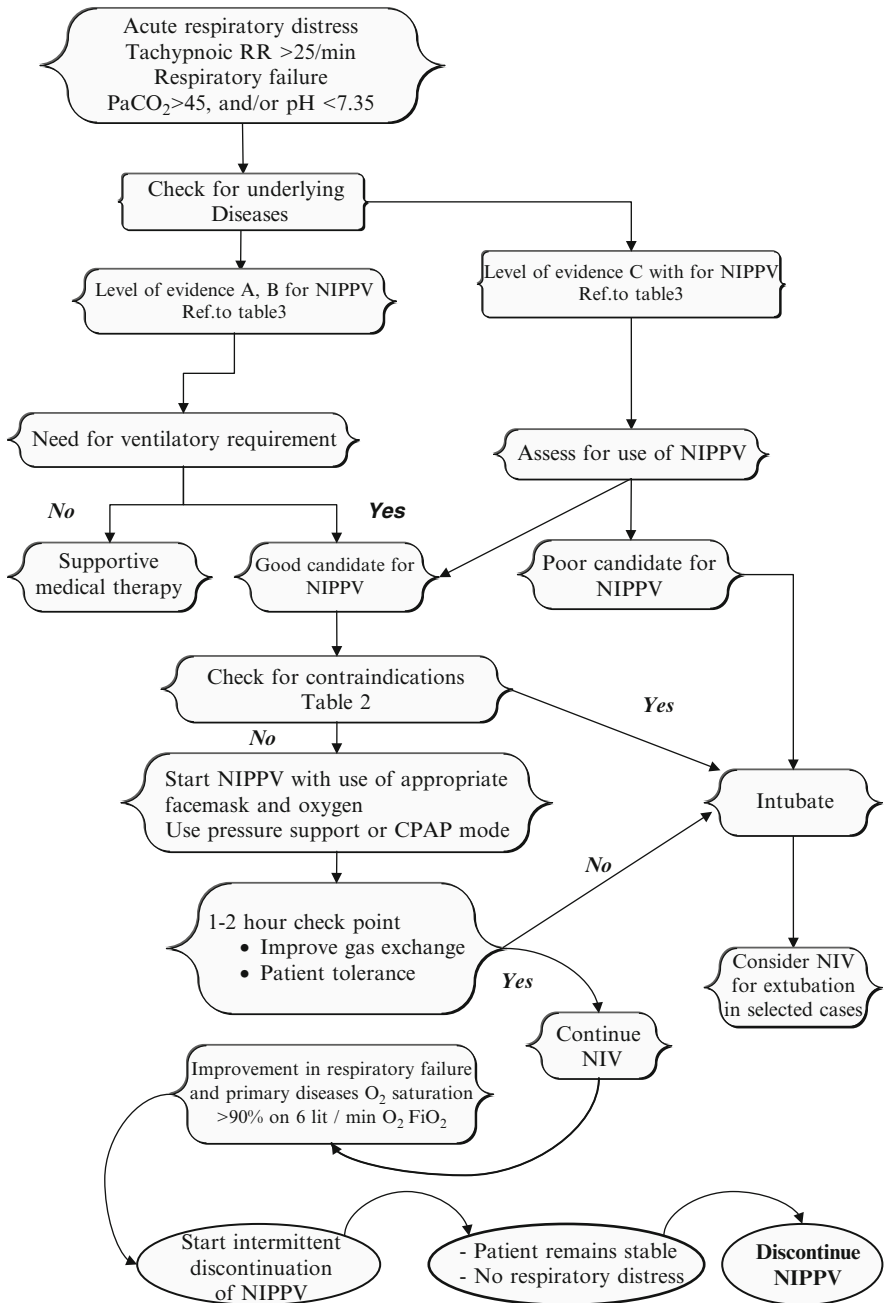 Acute respiratory distress
Tachypnoic RR >25/min
Respiratory failure
PaCO₂>45, and/or pH <7.35
Check for underlying
Diseases
Level of evidence A, B for NIPPV
Ref.to table3
Level of evidence C with for NIPPV
Ref.to table3
Need for ventilatory requirement
Assess for use of NIPPV
No
Yes
Supportive
medical therapy
Good candidate for
NIPPV
Poor candidate for
NIPPV
Check for contraindications
Table 2
Yes
No
Start NIPPV with use of appropriate
facemask and oxygen
Use pressure support or CPAP mode
Intubate
No
1-2 hour check point
• Improve gas exchange
• Patient tolerance
Yes
Consider NIV
for extubation
in selected cases
Continue
NIV
Improvement in respiratory failure
and primary diseases O₂ saturation
>90% on 6 lit / min O₂ FiO₂
Start intermittent
discontinuation
of NIPPV
- Patient remains stable
- No respiratory distress
Discontinue
NIPPV